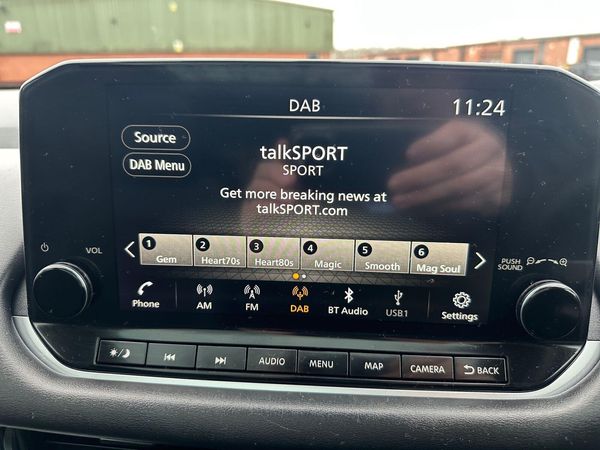 DAB
11:24
Source
talkSPORT
SPORT
DAB Menu
Get more breaking news at
talkSPORT.com
1 2 3 4 5 6
Gem Heart70s Heart80s Magic Smooth Mag Soul
Phone AM FM DAB BT Audio USB1 Settings
VOL
PUSH
SOUND
AUDIO MENU MAP CAMERA BACK